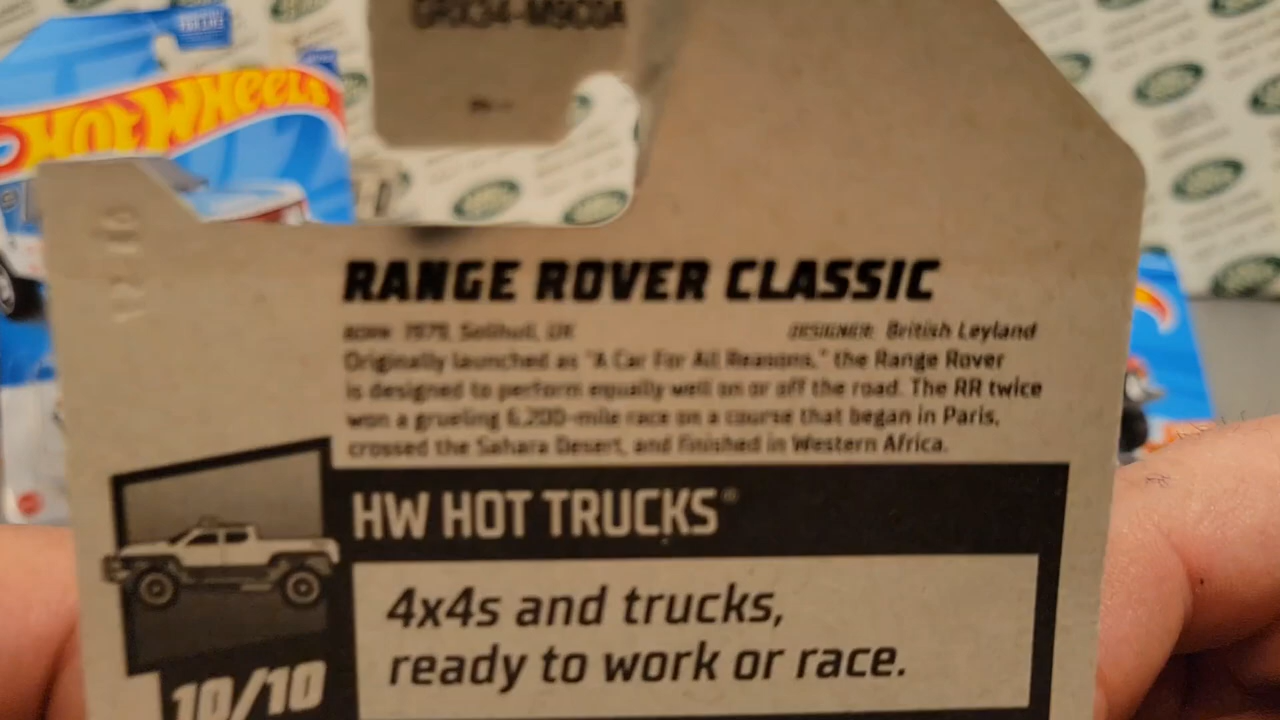 HOT WHEELS
RANGE ROVER CLASSIC
BORN: Solihull, UK
DESIGNER: British Leyland
Originally launched as "A Car For All Reasons," the Range Rover
is designed to perform equally well on or off the road. The RR twice
won a grueling 6,200-mile race on a course that began in Paris,
crossed the Sahara Desert, and finished in Western Africa.
HW HOT TRUCKS®
4x4s and trucks,
ready to work or race.
10/10